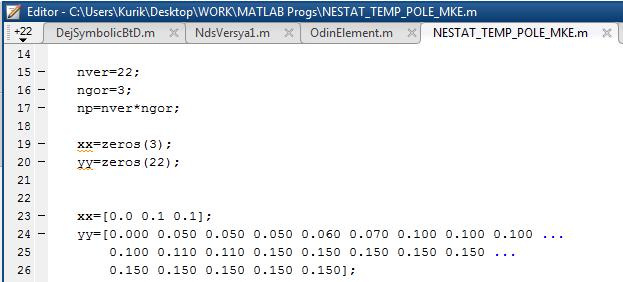 Editor - C:\Users\Kurik\Desktop\WORK\MATLAB Progs\NESTAT_TEMP_POLE_MKE.m
+22 DejSymbolicBtD.m NdsVersya1.m OdinElement.m NESTAT_TEMP_POLE_MKE.m
14
15 - nver=22;
16 - ngor=3;
17 - np=nver*ngor;
18
19 - xx=zeros(3);
20 - yy=zeros(22);
21
22
23 - xx=[0.0 0.1 0.1];
24 - yy=[0.000 0.050 0.050 0.050 0.060 0.070 0.100 0.100 0.100 ...
25 0.100 0.110 0.110 0.150 0.150 0.150 0.150 0.150 ...
26 0.150 0.150 0.150 0.150 0.150];